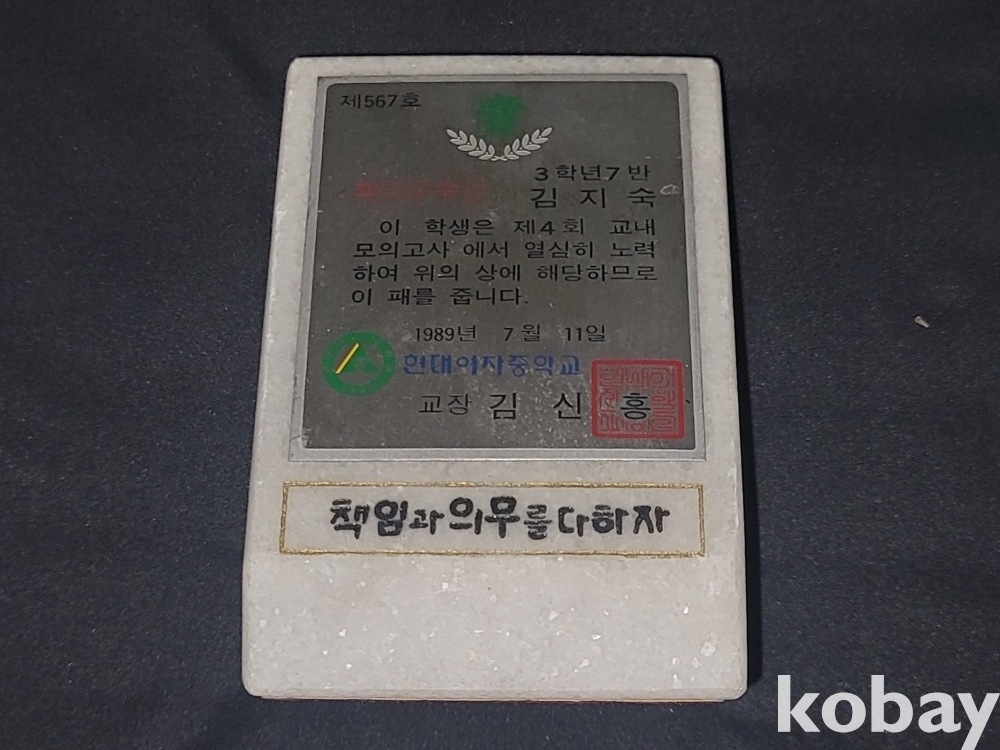 제567호
3학년7반
김지숙
이 학생은 제4회 교내
모의고사 에서 열심히 노력
하여 위의 상에 해당하므로
이 패를 줍니다.
1989년 7월 11일
현대여자중학교
교장 김 신 홍
책임과 의무를 다하자
kobay